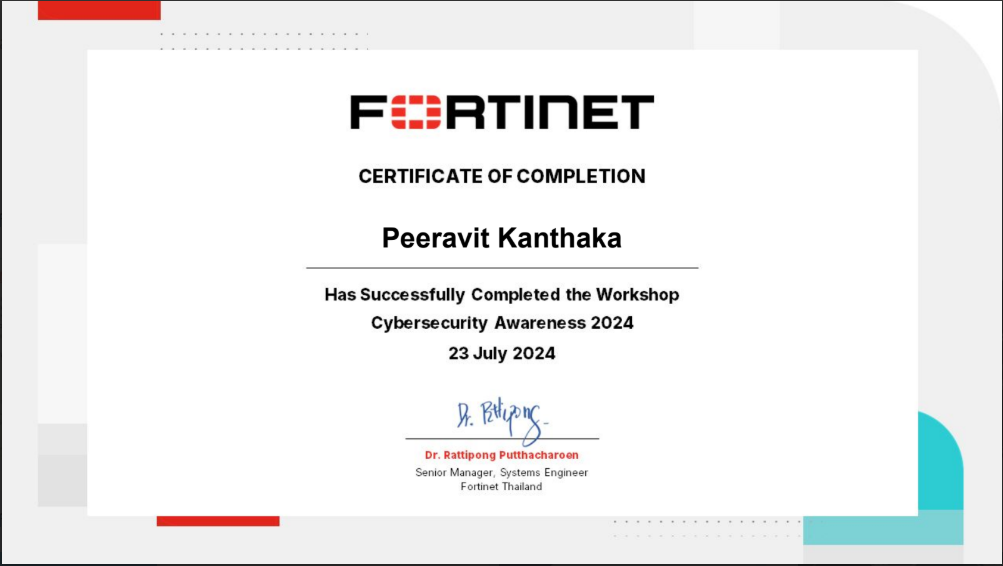 FORTINET
CERTIFICATE OF COMPLETION
Peeravit Kanthaka
Has Successfully Completed the Workshop
Cybersecurity Awareness 2024
23 July 2024
Dr. Rattipong
Dr. Rattipong Putthacharoen
Senior Manager, Systems Engineer
Fortinet Thailand